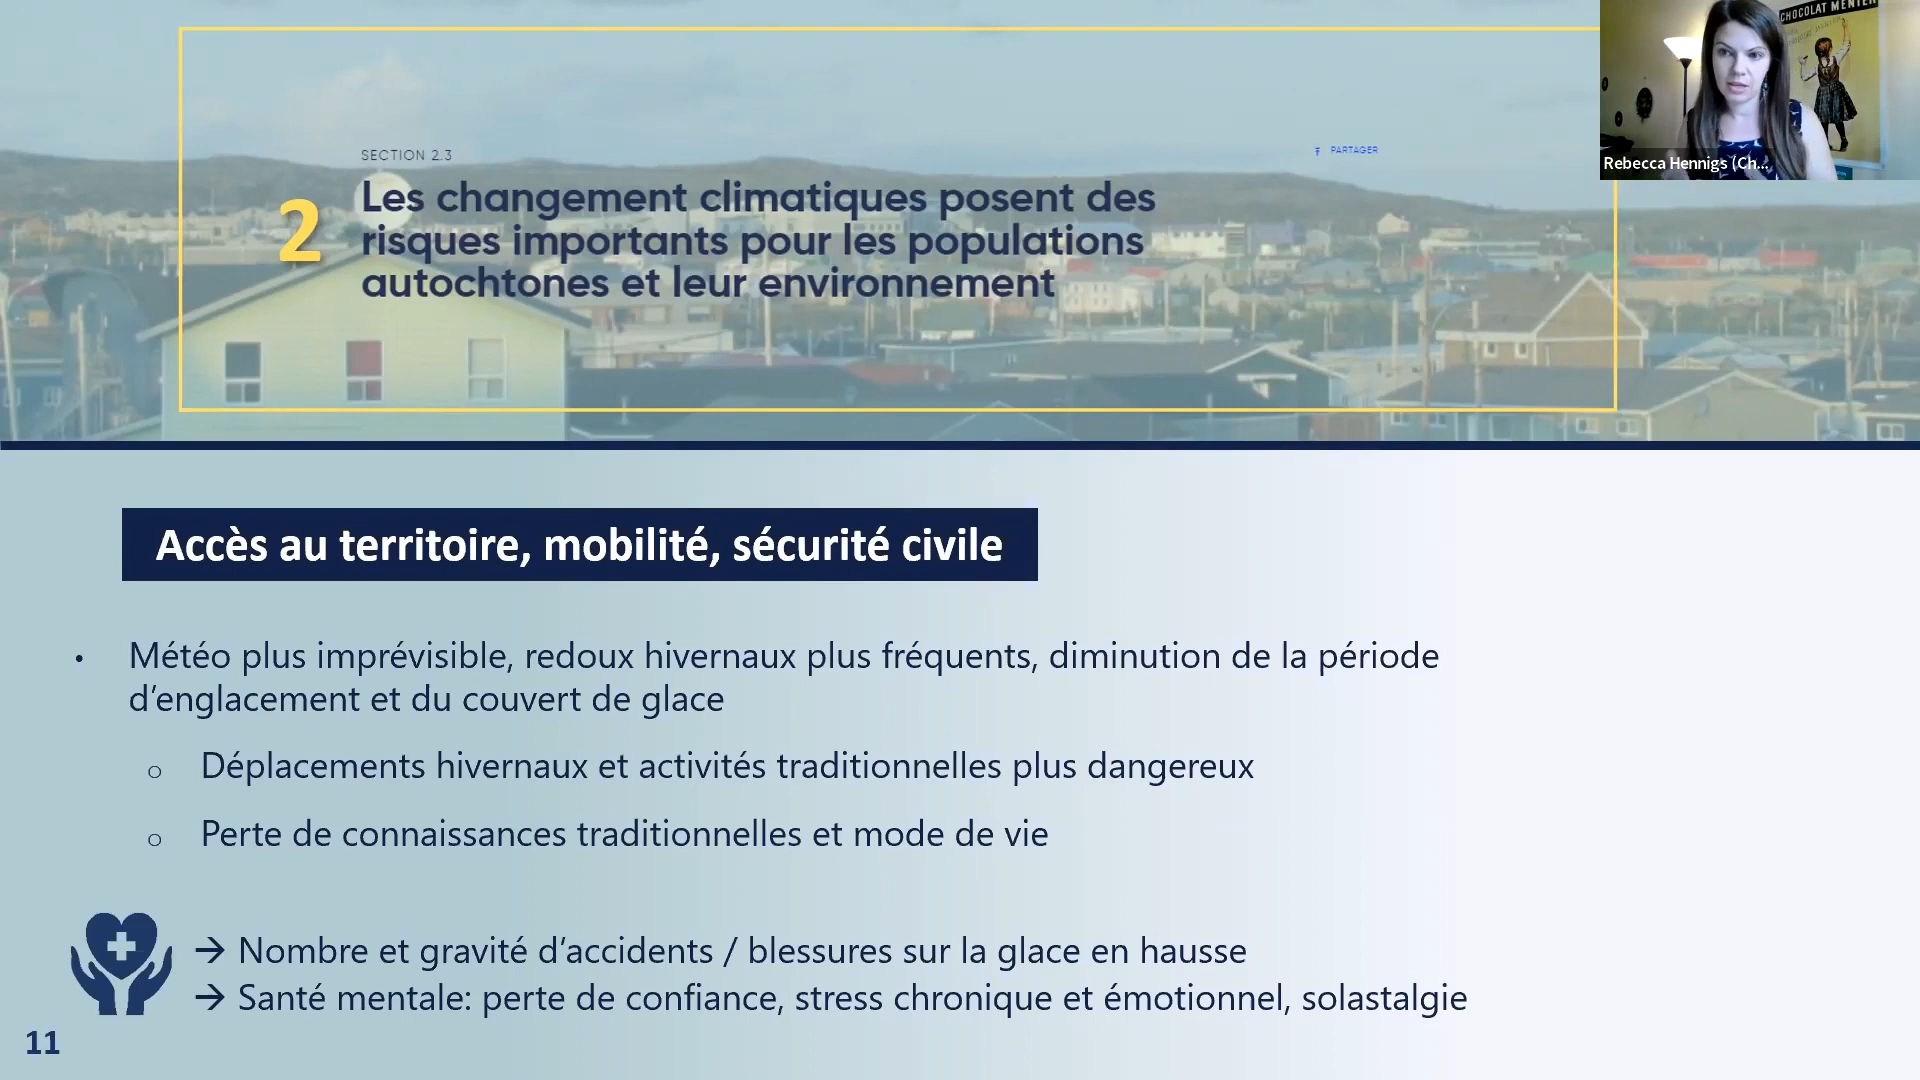 CHOCOLAT MENIER
Rebecca Hennigs (Ch...
SECTION 2.3
PARTAGER
2
Les changement climatiques posent des
risques importants pour les populations
autochtones et leur environnement
Accès au territoire, mobilité, sécurité civile
• Météo plus imprévisible, redoux hivernaux plus fréquents, diminution de la période
d’englacement et du couvert de glace
o Déplacements hivernaux et activités traditionnelles plus dangereux
o Perte de connaissances traditionnelles et mode de vie
→ Nombre et gravité d’accidents / blessures sur la glace en hausse
→ Santé mentale: perte de confiance, stress chronique et émotionnel, solastalgie
11